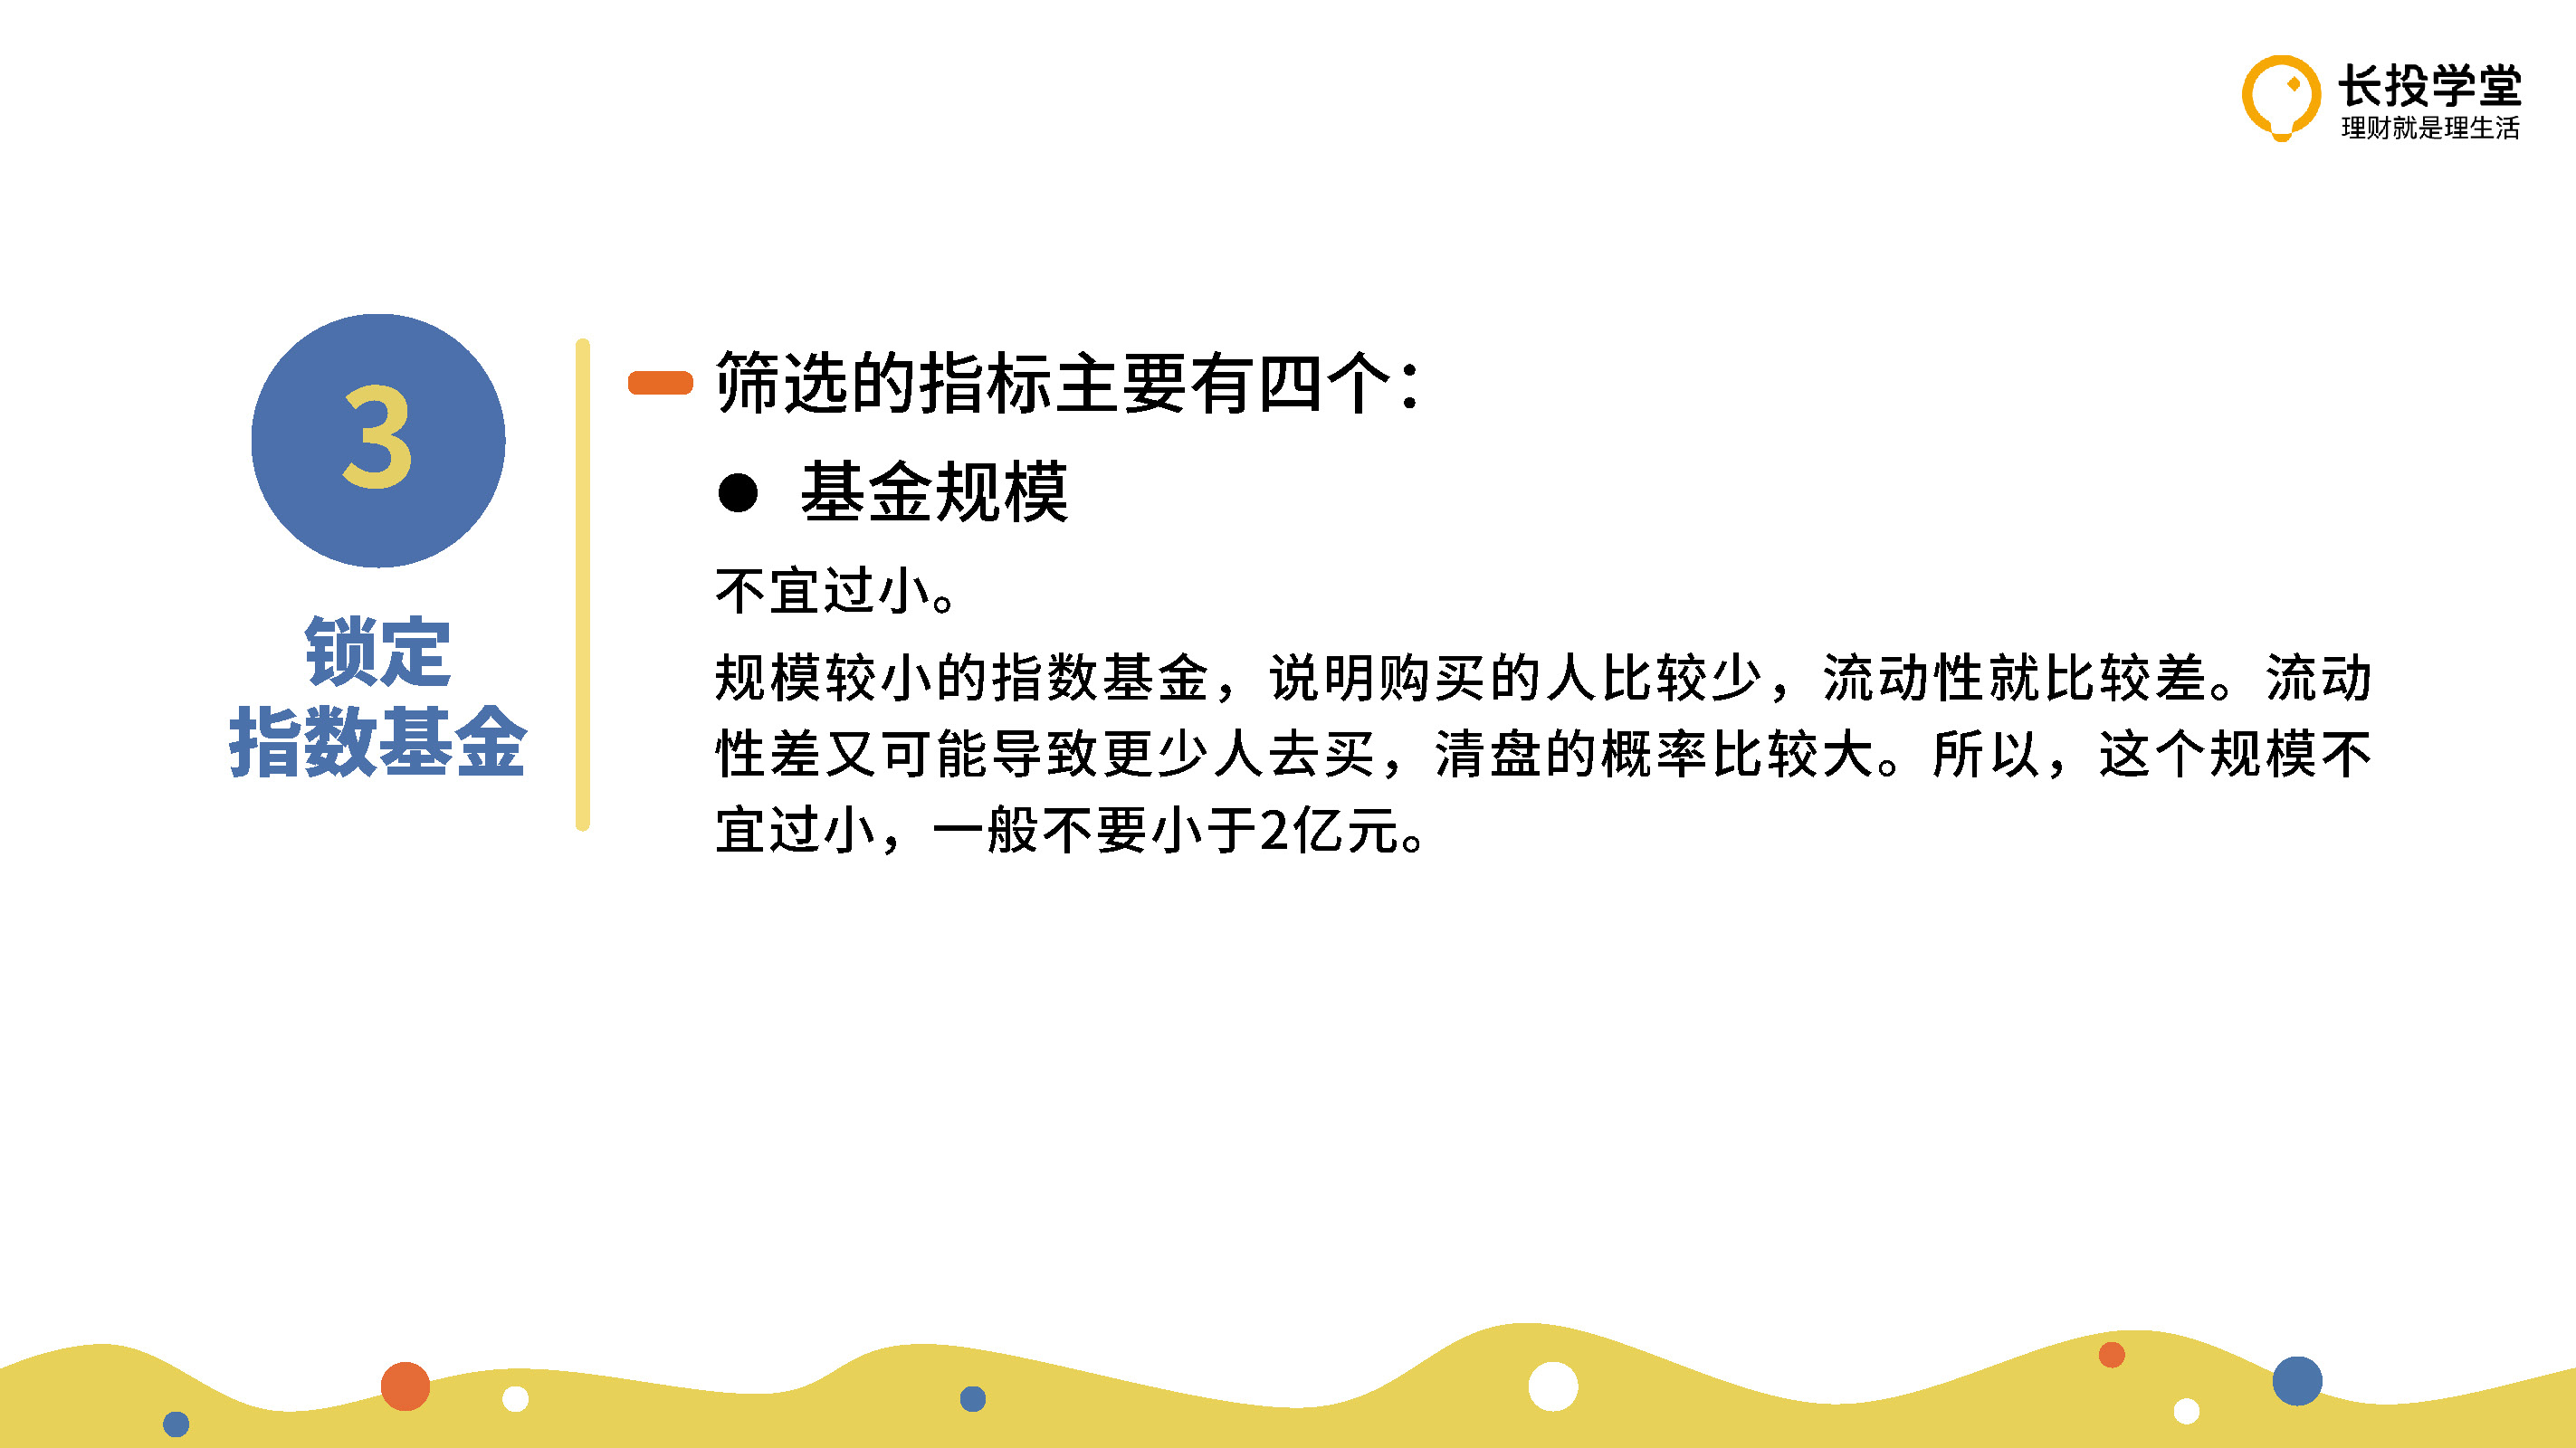 长投学堂
理财就是理生活
3
锁定
指数基金
筛选的指标主要有四个：
● 基金规模
不宜过小。
规模较小的指数基金，说明购买的人比较少，流动性就比较差。流动
性差又可能导致更少人去买，清盘的概率比较大。所以，这个规模不
宜过小，一般不要小于2亿元。